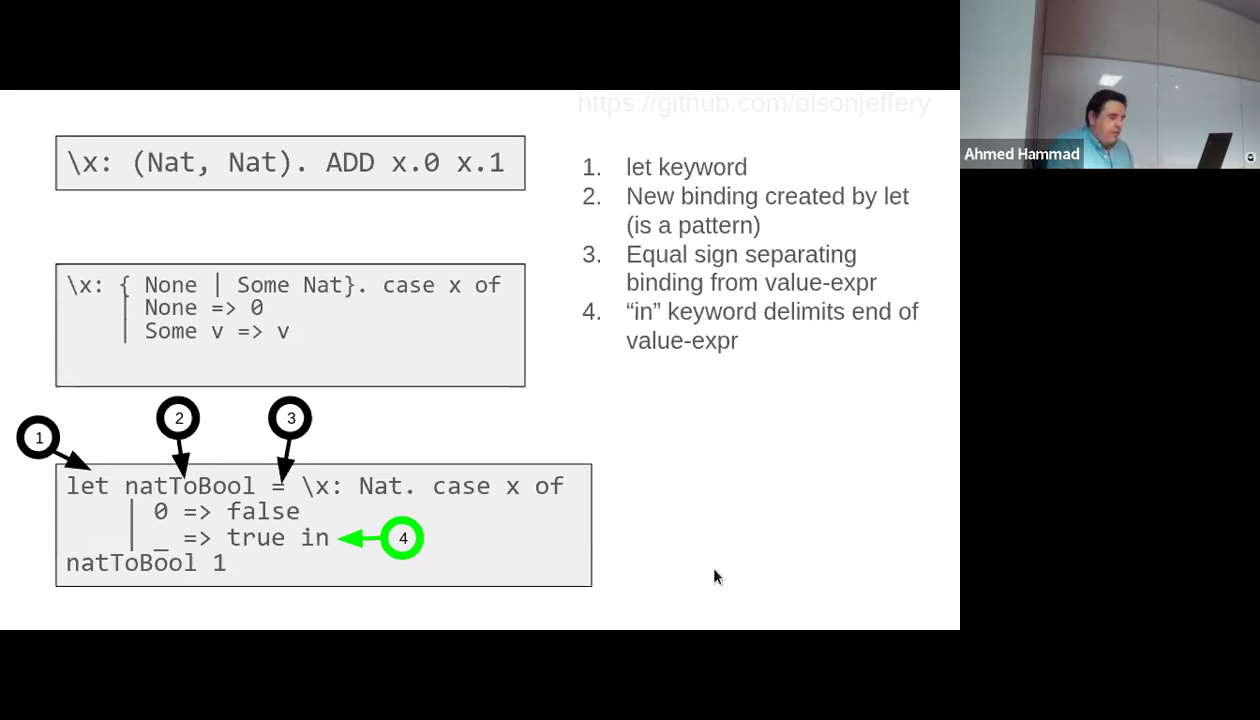 https://github.com/olsonjeffery
\x: (Nat, Nat). ADD x.0 x.1
\x: { None | Some Nat}. case x of
| None => 0
| Some v => v
1
2
3
let natToBool = \x: Nat. case x of
| 0 => false
| _ => true in
4
natToBool 1
1. let keyword
2. New binding created by let
(is a pattern)
3. Equal sign separating
binding from value-expr
4. “in” keyword delimits end of
value-expr
Ahmed Hammad